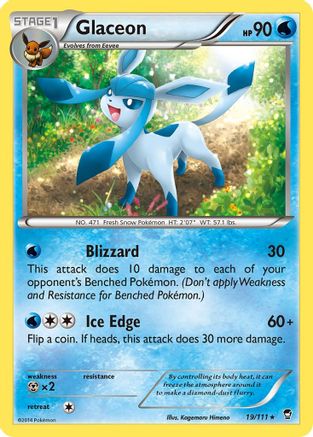 STAGE1
Glaceon
HP90
Evolves from Eevee
NO. 471 Fresh Snow Pokémon HT: 2'07" WT: 57.1 lbs.
Blizzard 30
This attack does 10 damage to each of your
opponent's Benched Pokémon. (Don't apply Weakness
and Resistance for Benched Pokémon.)
Ice Edge 60+
Flip a coin. If heads, this attack does 30 more damage.
weakness resistance
×2
retreat
By controlling its body heat, it can
freeze the atmosphere around it
to make a diamond-dust flurry.
©2014 Pokémon
Illus. Kagemaru Himeno
19/111★